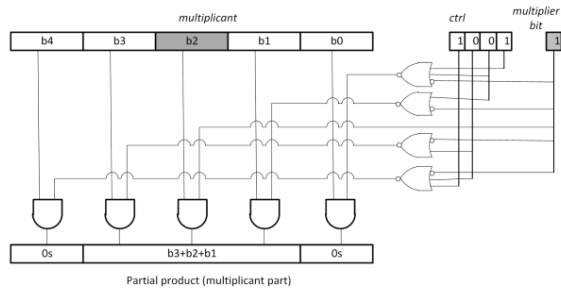 multiplicant
ctrl
multiplier
bit
b4 b3 b2 b1 b0
1 0 0 1
1
0s b3+b2+b1 0s
Partial product (multiplicant part)